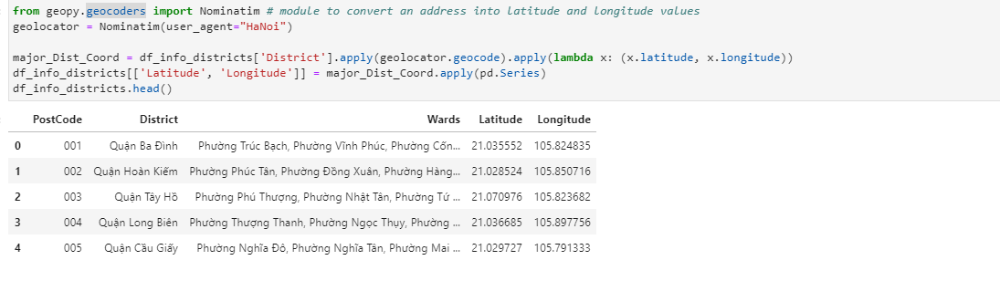 from geopy.geocoders import Nominatim # module to convert an address into latitude and longitude values
geolocator = Nominatim(user_agent="HaNoi")
major_Dist_Coord = df_info_districts['District'].apply(geolocator.geocode).apply(lambda x: (x.latitude, x.longitude))
df_info_districts[['Latitude', 'Longitude']] = major_Dist_Coord.apply(pd.Series)
df_info_districts.head()
PostCode District Wards Latitude Longitude
0 001 Quận Ba Đình Phường Trúc Bạch, Phường Vĩnh Phúc, Phường Cốn... 21.035552 105.824835
1 002 Quận Hoàn Kiếm Phường Phúc Tân, Phường Đồng Xuân, Phường Hàng... 21.028524 105.850716
2 003 Quận Tây Hồ Phường Phú Thượng, Phường Nhật Tân, Phường Tứ ... 21.070976 105.823682
3 004 Quận Long Biên Phường Thượng Thanh, Phường Ngọc Thụy, Phường ... 21.036685 105.897756
4 005 Quận Cầu Giấy Phường Nghĩa Đô, Phường Nghĩa Tân, Phường Mai ... 21.029727 105.791333